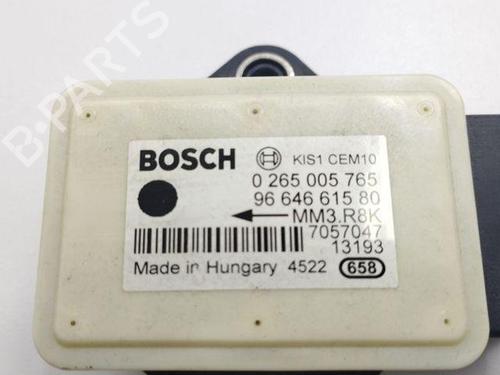 B-PARTS
BOSCH KIS1 CEM10
0 265 005 765
96 646 615 80
MM3.R8K
7057047
13193
Made in Hungary 4522 658